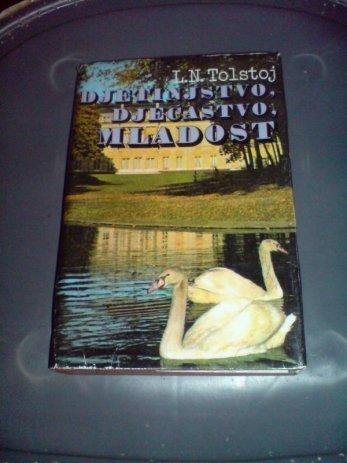 L.N. Tolstoj
DJETINJSTVO,
DJEČAŠTVO,
MLADOST